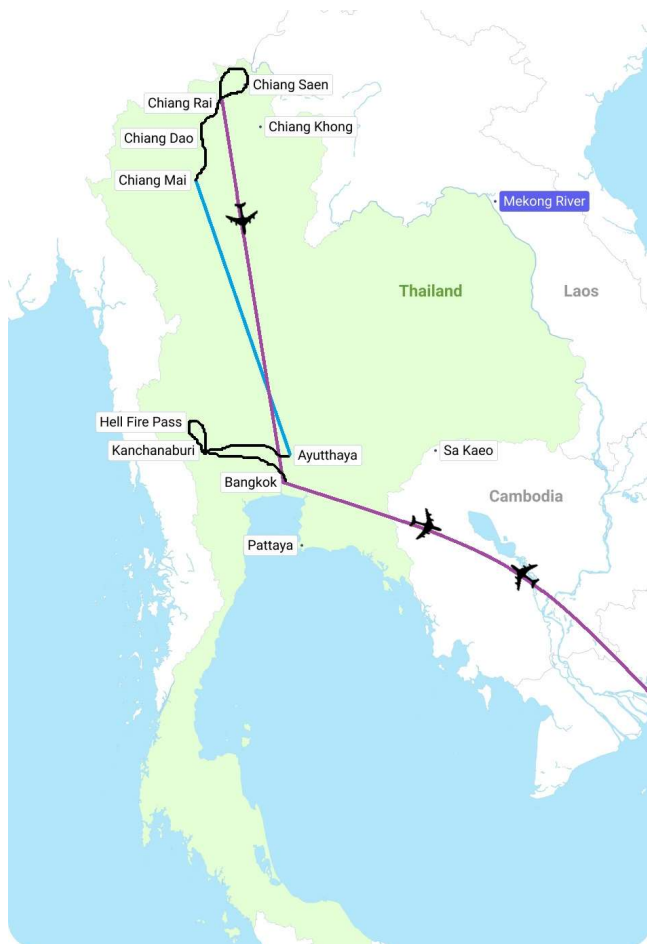 Chiang Saen
Chiang Rai
Chiang Khong
Chiang Dao
Chiang Mai
Mekong River
Thailand
Laos
Hell Fire Pass
Kanchanaburi
Ayutthaya
Sa Kaeo
Bangkok
Cambodia
Pattaya